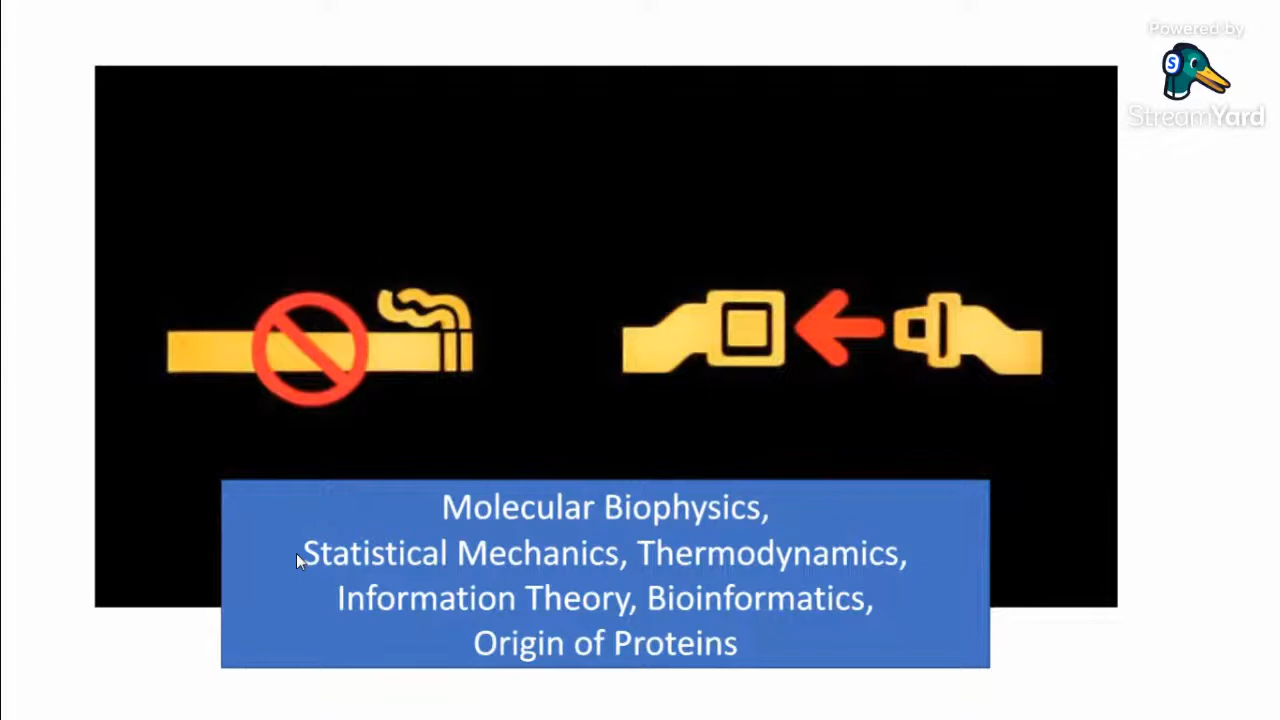 Powered by
S
StreamYard
Molecular Biophysics,
Statistical Mechanics, Thermodynamics,
Information Theory, Bioinformatics,
Origin of Proteins